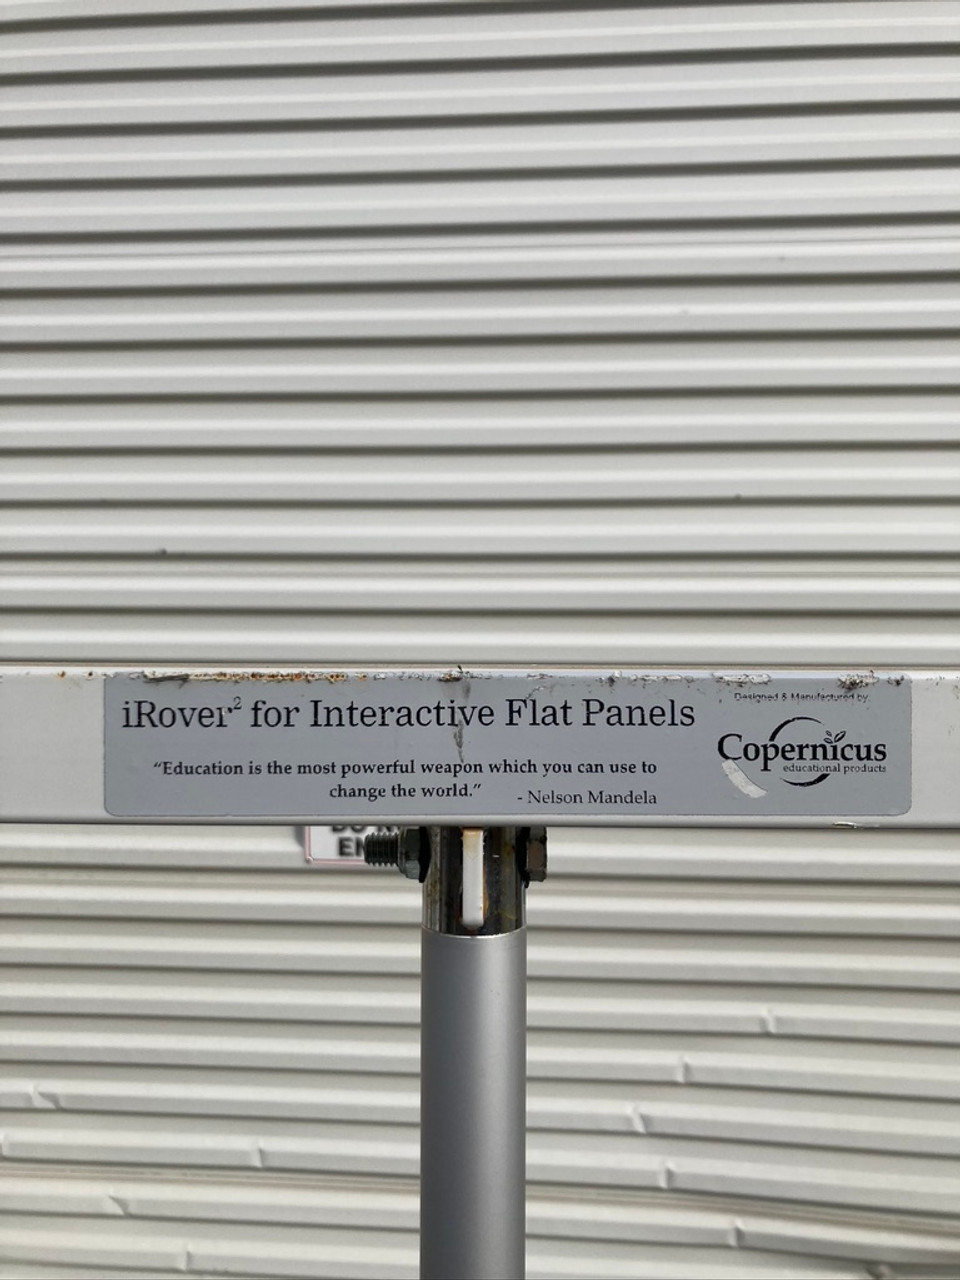 iRover² for Interactive Flat Panels
“Education is the most powerful weapon which you can use to
change the world.”
- Nelson Mandela
Designed & Manufactured by:
Copernicus
educational products